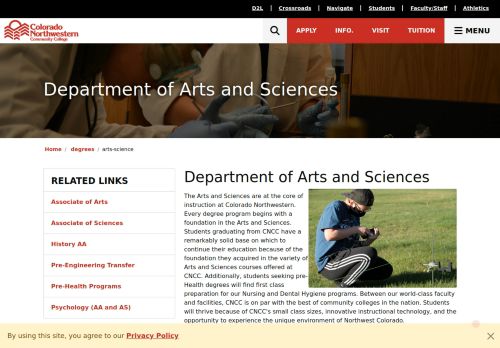 D2L | Crossroads | Navigate | Students | Faculty/Staff | Athletics
Colorado
Northwestern
Community College
APPLY INFO. VISIT TUITION MENU
Department of Arts and Sciences
Home / degrees / arts-science
RELATED LINKS
Associate of Arts
Associate of Sciences
History AA
Pre-Engineering Transfer
Pre-Health Programs
Psychology (AA and AS)
Department of Arts and Sciences
The Arts and Sciences are at the core of
instruction at Colorado Northwestern.
Every degree program begins with a
foundation in the Arts and Sciences.
Students graduating from CNCC have a
remarkably solid base on which to
continue their education because of the
foundation they acquired in the variety of
Arts and Sciences courses offered at
CNCC. Additionally, students seeking pre-
Health degrees will find first class
preparation for our Nursing and Dental Hygiene programs. Between our world-class faculty
and facilities, CNCC is on par with the best of community colleges in the nation. Students
will thrive because of CNCC's small class sizes, innovative instructional technology, and the
opportunity to experience the unique environment of Northwest Colorado.
By using this site, you agree to our Privacy Policy